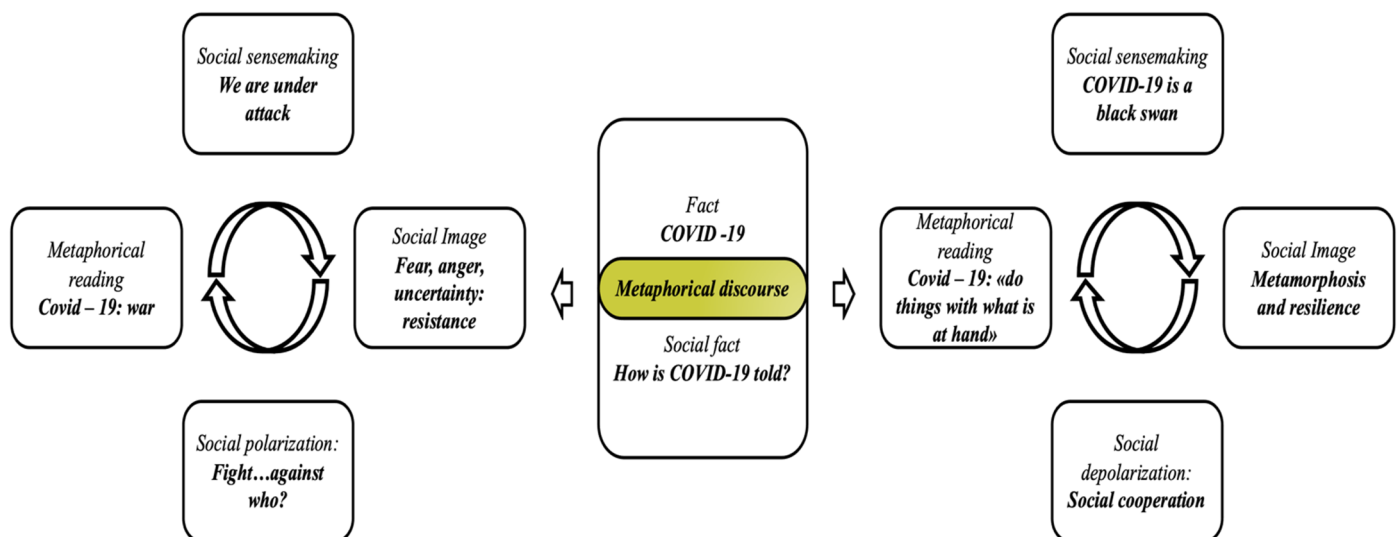 Social sensemaking
We are under
attack
Metaphorical
reading
Covid – 19: war
Social Image
Fear, anger,
uncertainty:
resistance
Social polarization:
Fight…against
who?
Fact
COVID -19
Metaphorical discourse
Social fact
How is COVID-19 told?
Social sensemaking
COVID-19 is a
black swan
Metaphorical
reading
Covid – 19: «do
things with what is
at hand»
Social Image
Metamorphosis
and resilience
Social
depolarization:
Social cooperation